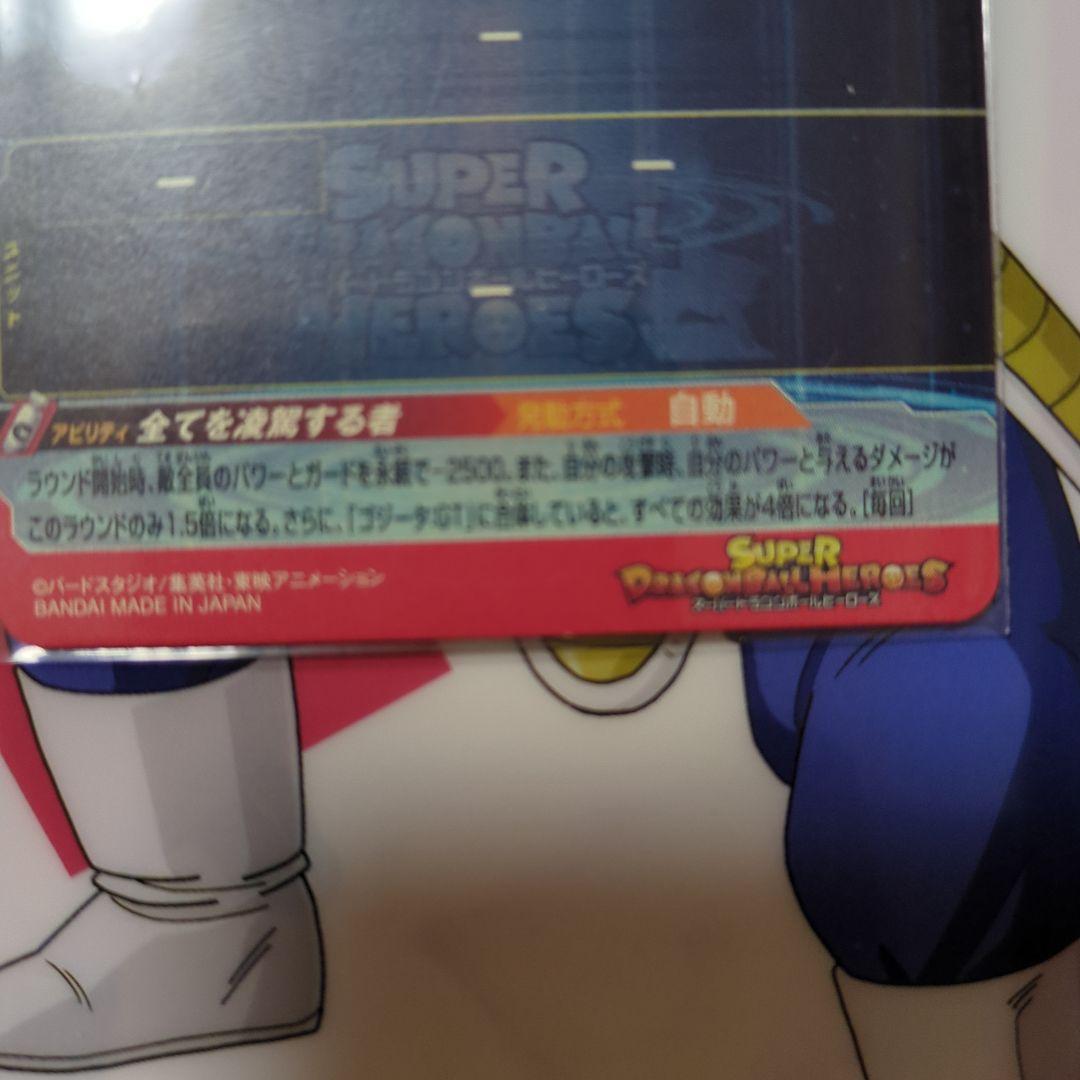 SUPER
DRAGONBALL
スーパードラゴンボールヒーローズ
HEROES
ユニット
アビリティ 全てを凌駕する者 発動方式 自動
ラウンド開始時、敵全員のパワーとガードを永続で-2500。また、自分の攻撃時、自分のパワーと与えるダメージが
このラウンドのみ1.5倍になる。さらに、「ゴジータ:GT」に合体していると、すべての効果が4倍になる。[毎回]
©バードスタジオ/集英社・東映アニメーション
BANDAI MADE IN JAPAN
SUPER
DRAGONBALL HEROES
スーパードラゴンボールヒーローズ